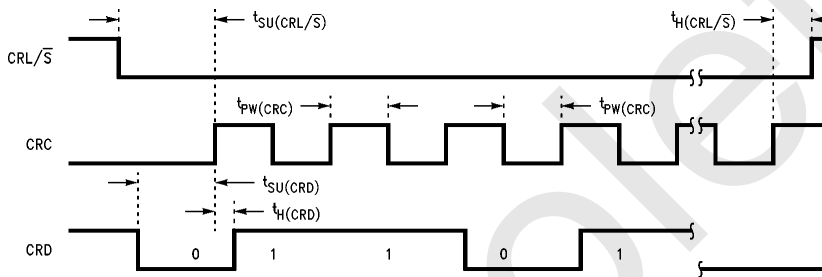 tSU(CRL/S̅) tH(CRL/S̅)
CRL/S̅
tPW(CRC) tPW(CRC)
CRC
tSU(CRD)
tH(CRD)
CRD 0 1 1 0 1